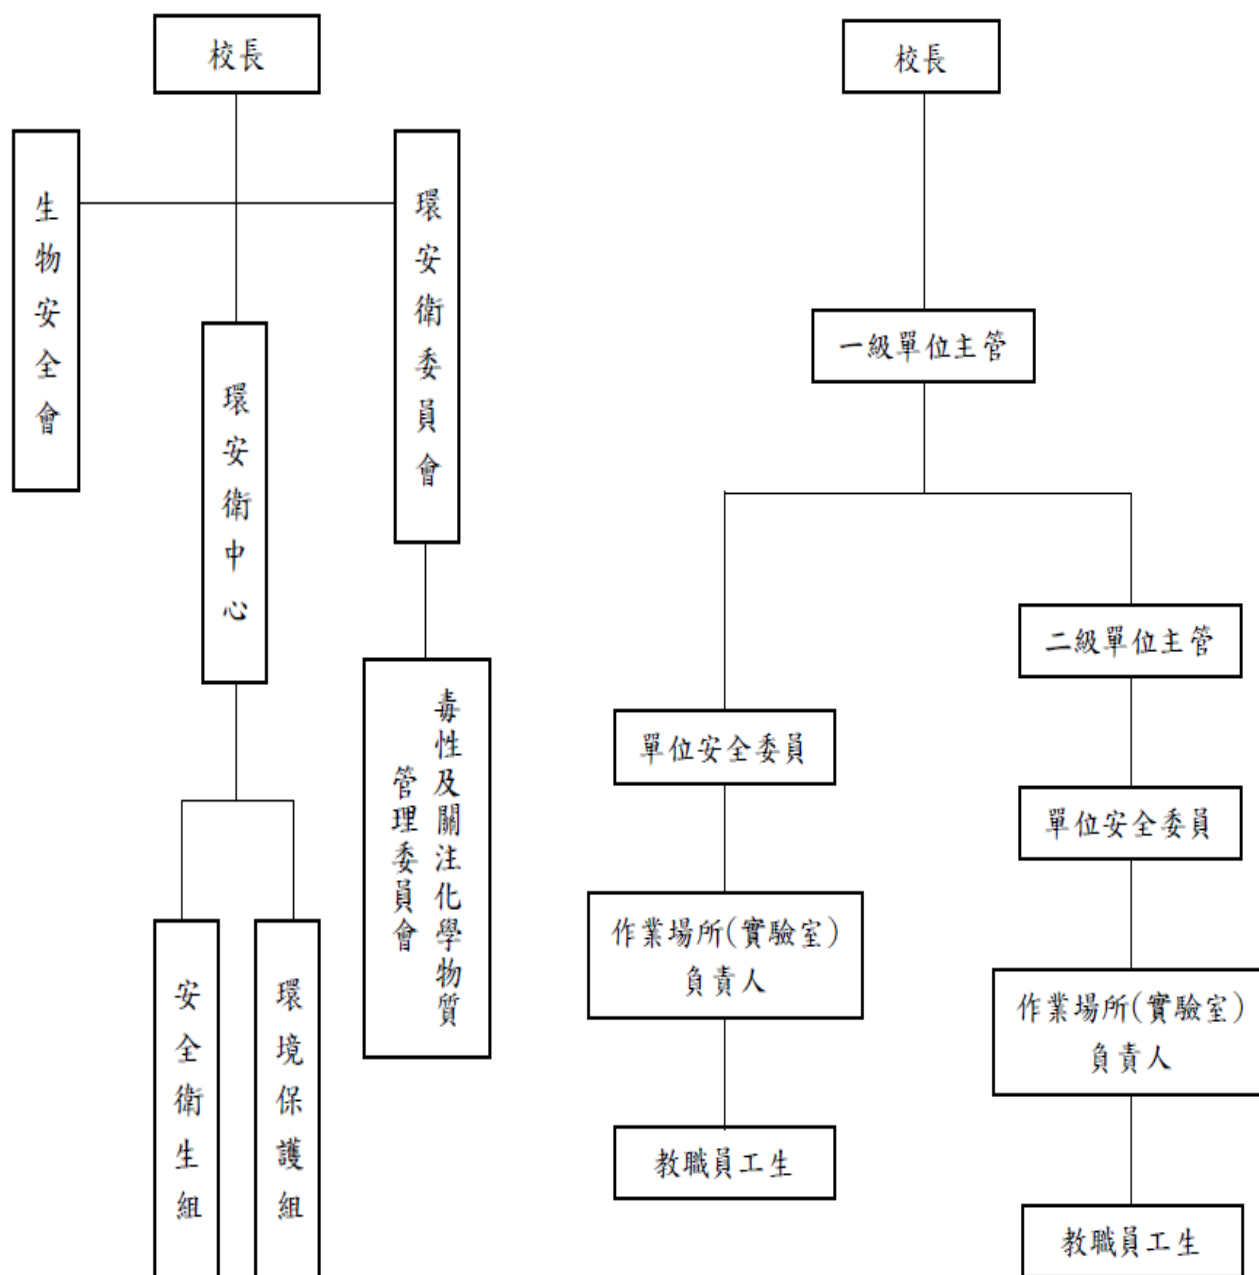 校長
生物安全會
環安衛委員會
環安衛中心
毒性及關注化學物質
管理委員會
安全衛生組
環境保護組
校長
一級單位主管
單位安全委員
作業場所(實驗室)
負責人
教職員工生
二級單位主管
單位安全委員
作業場所(實驗室)
負責人
教職員工生